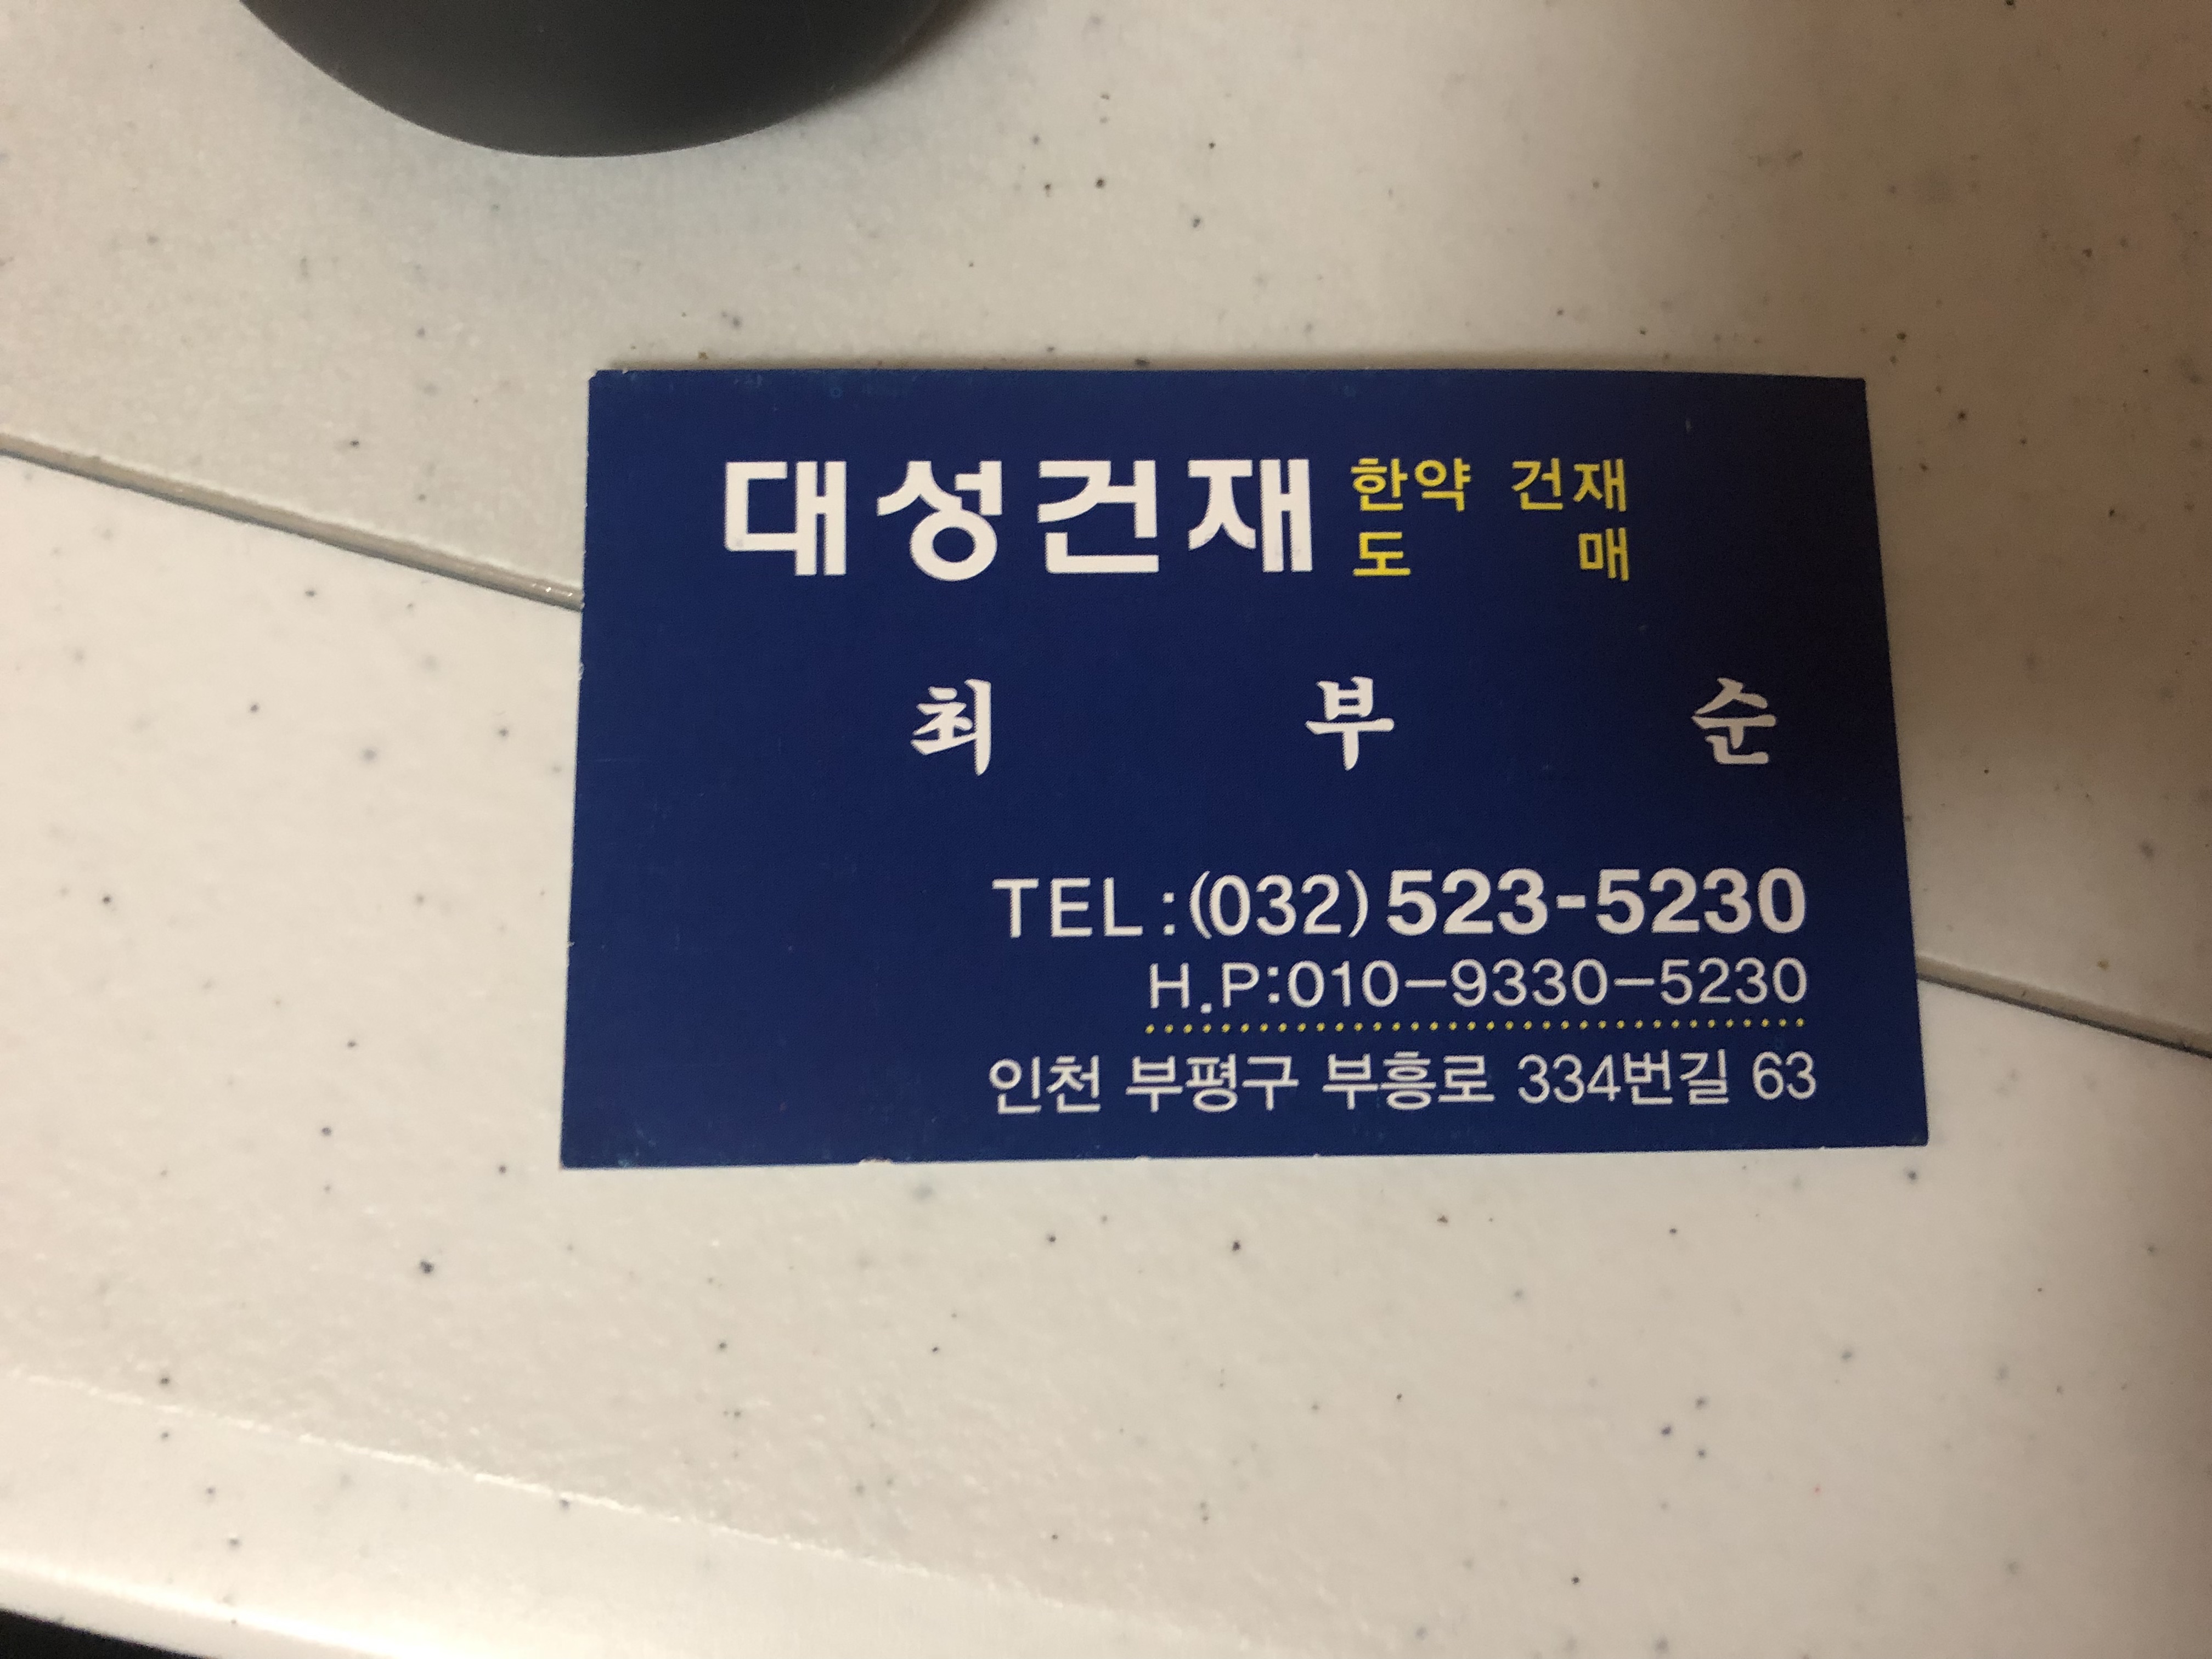 대성건재 한약 건재
도 매
최 부 순
TEL:(032)523-5230
H.P:010-9330-5230
인천 부평구 부흥로 334번길 63